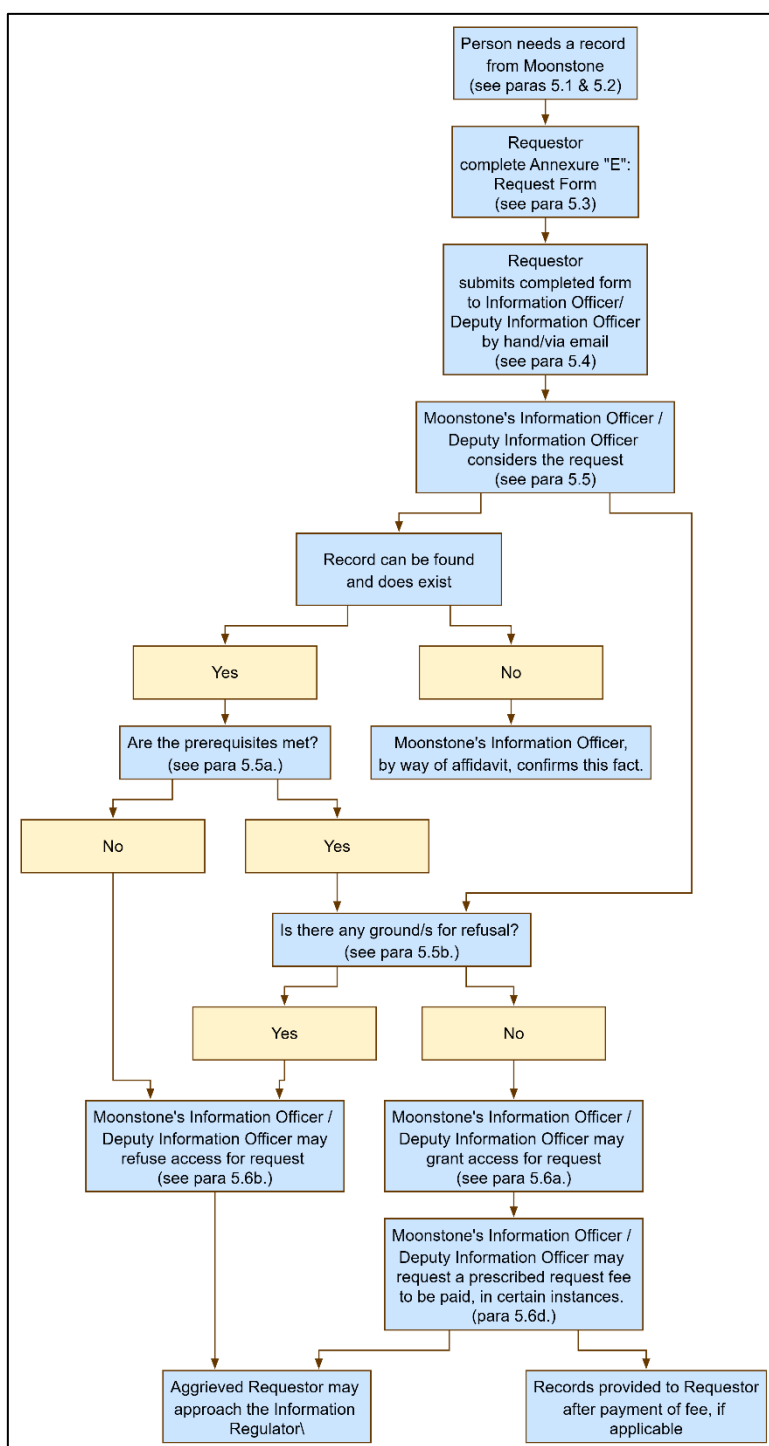 Person needs a record
from Moonstone
(see paras 5.1 & 5.2)
Requestor
complete Annexure "E":
Request Form
(see para 5.3)
Requestor
submits completed form
to Information Officer/
Deputy Information Officer
by hand/via email
(see para 5.4)
Moonstone's Information Officer /
Deputy Information Officer
considers the request
(see para 5.5)
Record can be found
and does exist
Yes
No
Are the prerequisites met?
(see para 5.5a.)
Moonstone's Information Officer,
by way of affidavit, confirms this fact.
No
Yes
Is there any ground/s for refusal?
(see para 5.5b.)
Yes
No
Moonstone's Information Officer /
Deputy Information Officer may
refuse access for request
(see para 5.6b.)
Moonstone's Information Officer /
Deputy Information Officer may
grant access for request
(see para 5.6a.)
Moonstone's Information Officer /
Deputy Information Officer may
request a prescribed request fee
to be paid, in certain instances.
(para 5.6d.)
Aggrieved Requestor may
approach the Information
Regulator\
Records provided to Requestor
after payment of fee, if
applicable